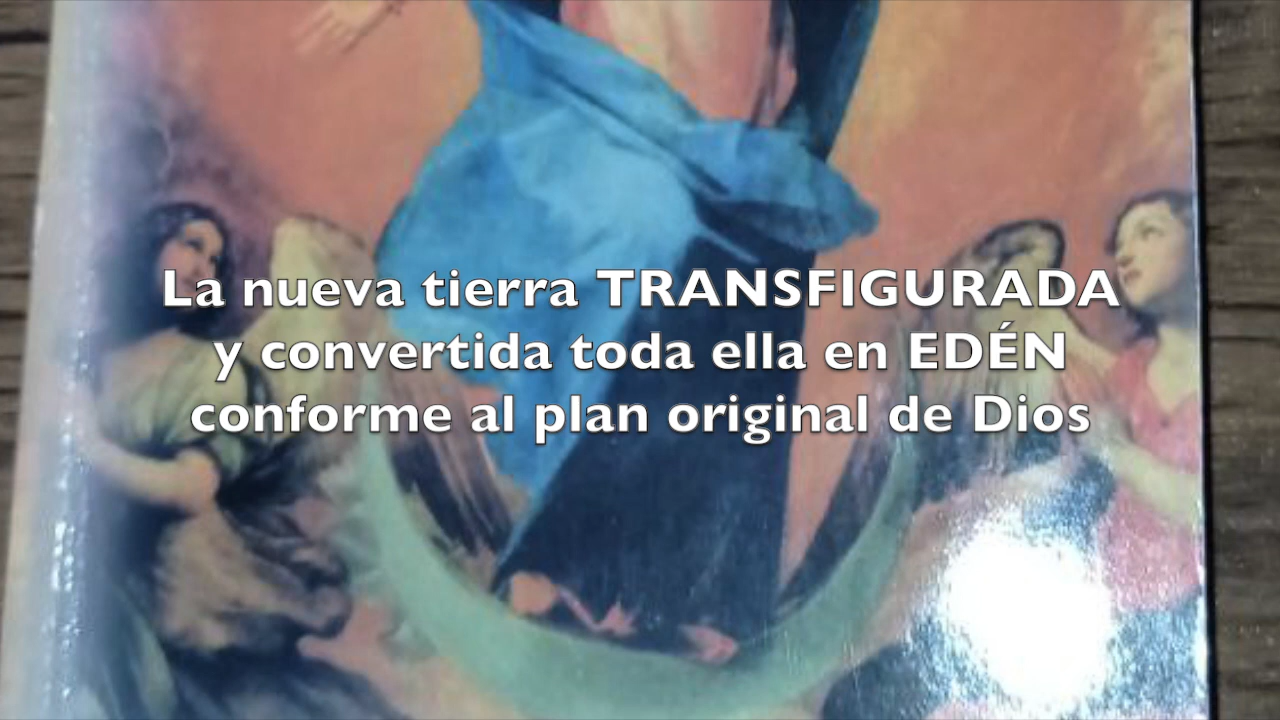 La nueva tierra TRANSFIGURADA
y convertida toda ella en EDÉN
conforme al plan original de Dios